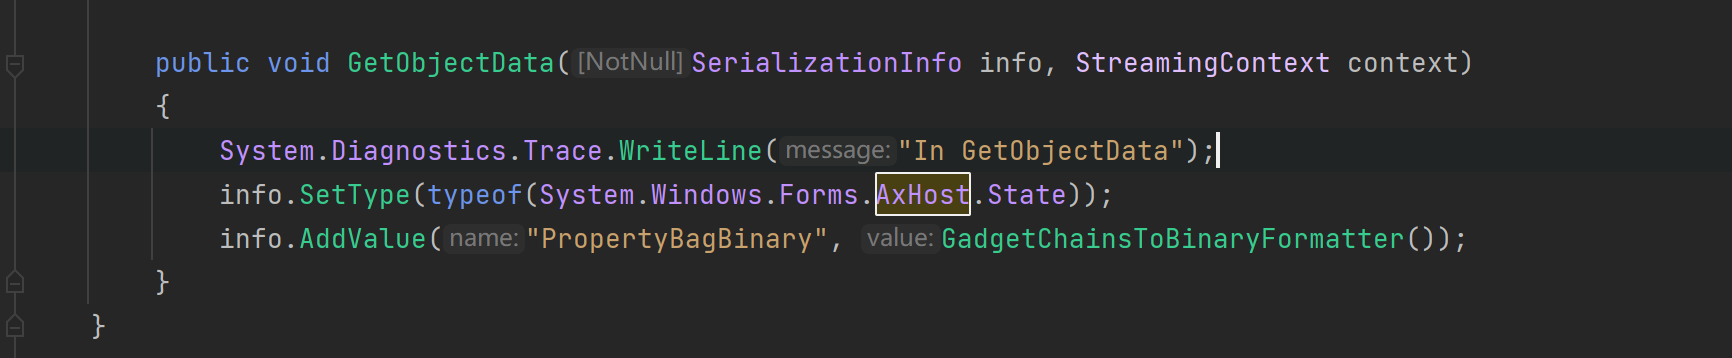 public void GetObjectData([NotNull] SerializationInfo info, StreamingContext context)
{
System.Diagnostics.Trace.WriteLine( message: "In GetObjectData");
info.SetType(typeof(System.Windows.Forms.AxHost.State));
info.AddValue( name: "PropertyBagBinary", value: GadgetChainsToBinaryFormatter());
}
}